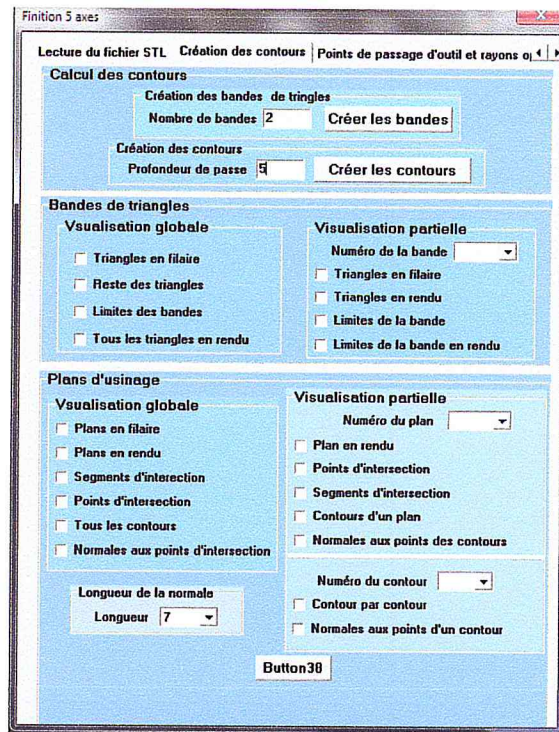 Finition 5 axes
Lecture du fichier STL Création des contours Points de passage d'outil et rayons o
Calcul des contours
Création des bandes de tringles
Nombre de bandes 2 Créer les bandes
Création des contours
Profondeur de passe 5 Créer les contours
Bandes de triangles
Vsualisation globale
Triangles en filaire
Reste des triangles
Limites des bandes
Tous les triangles en rendu
Visualisation partielle
Numéro de la bande
Triangles en filaire
Triangles en rendu
Limites de la bande
Limites de la bande en rendu
Plans d'usinage
Vsualisation globale
Plans en filaire
Plans en rendu
Segments d'interection
Points d'intersection
Tous les contours
Normales aux points d'intersection
Longueur de la normale
Longueur 7
Visualisation partielle
Numéro du plan
Plan en rendu
Points d'intersection
Segments d'intersection
Contours d'un plan
Normales aux points des contours
Numéro du contour
Contour par contour
Normales aux points d'un contour
Button38